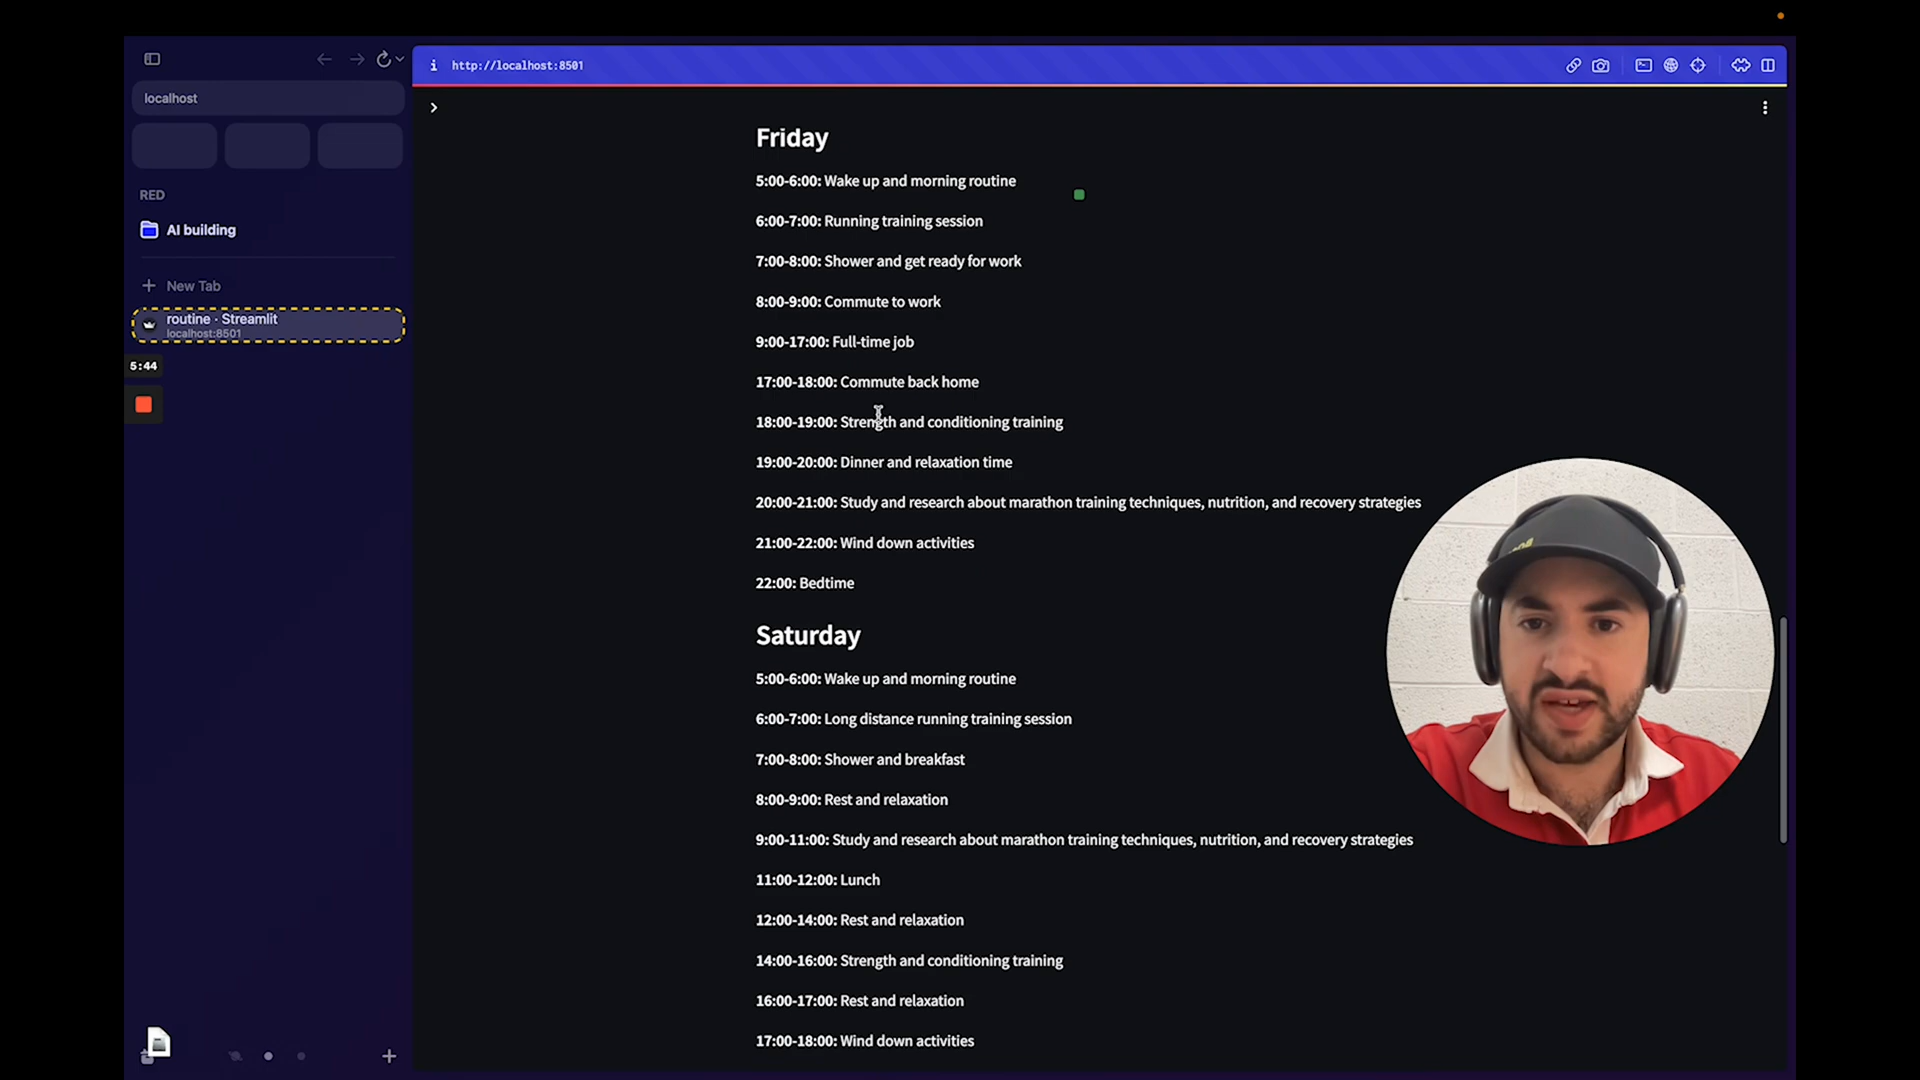 http://localhost:8501
localhost
RED
AI building
New Tab
routine · Streamlit
localhost:8501
5:44
Friday
5:00-6:00: Wake up and morning routine
6:00-7:00: Running training session
7:00-8:00: Shower and get ready for work
8:00-9:00: Commute to work
9:00-17:00: Full-time job
17:00-18:00: Commute back home
18:00-19:00: Strength and conditioning training
19:00-20:00: Dinner and relaxation time
20:00-21:00: Study and research about marathon training techniques, nutrition, and recovery strategies
21:00-22:00: Wind down activities
22:00: Bedtime
Saturday
5:00-6:00: Wake up and morning routine
6:00-7:00: Long distance running training session
7:00-8:00: Shower and breakfast
8:00-9:00: Rest and relaxation
9:00-11:00: Study and research about marathon training techniques, nutrition, and recovery strategies
11:00-12:00: Lunch
12:00-14:00: Rest and relaxation
14:00-16:00: Strength and conditioning training
16:00-17:00: Rest and relaxation
17:00-18:00: Wind down activities